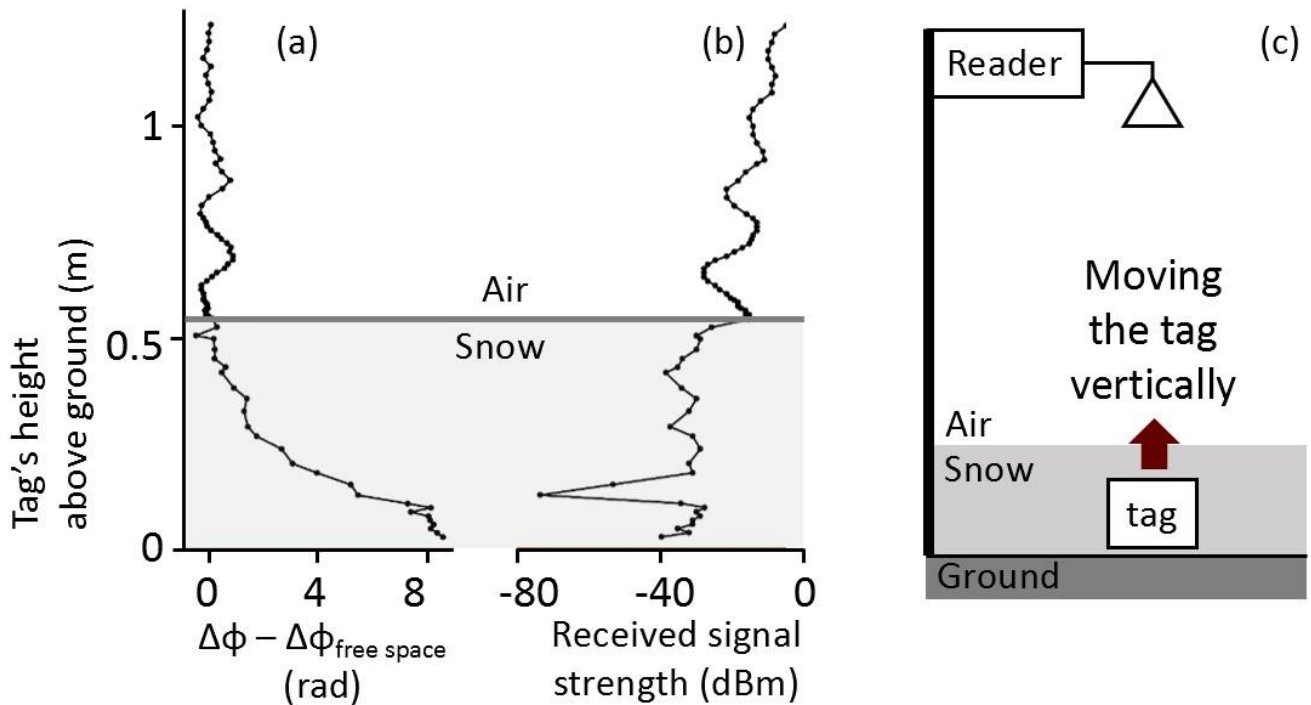 (a)
(b)
(c)
Reader
1
0.5
0
Tag’s height
above ground (m)
Air
Snow
0 4 8
-80 -40 0
Δϕ – Δϕfree space
(rad)
Received signal
strength (dBm)
Moving
the tag
vertically
Air
Snow
tag
Ground